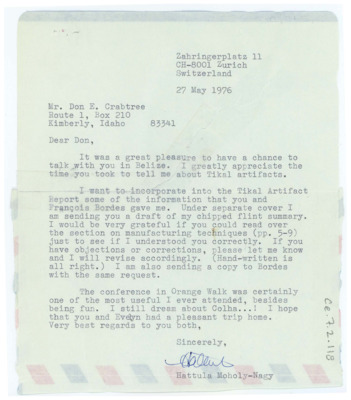 Zahringerplatz 11
CH-8001 Zurich
Switzerland
27 May 1976
Mr. Don E. Crabtree
Route 1, Box 210
Kimberly, Idaho 83341
Dear Don,
It was a great pleasure to have a chance to
talk with you in Belize. I greatly appreciate the
time you took to tell me about Tikal artifacts.
I want to incorporate into the Tikal Artifact
Report some of the information that you and
François Bordes gave me. Under separate cover I
am sending you a draft of my chipped flint summary.
I would be very grateful if you could read over
the section on manufacturing techniques (pp. 5-9)
just to see if I understood you correctly. If you
have objections or corrections, please let me know
and I will revise accordingly. (Hand-written is
all right.) I am also sending a copy to Bordes
with the same request.
The conference in Orange Walk was certainly
one of the most useful I ever attended, besides
being fun. I still dream about Colha...! I hope
that you and Evelyn had a pleasant trip home.
Very best regards to you both,
Sincerely,
Hattula
Hattula Moholy-Nagy
Ce.7.2.118